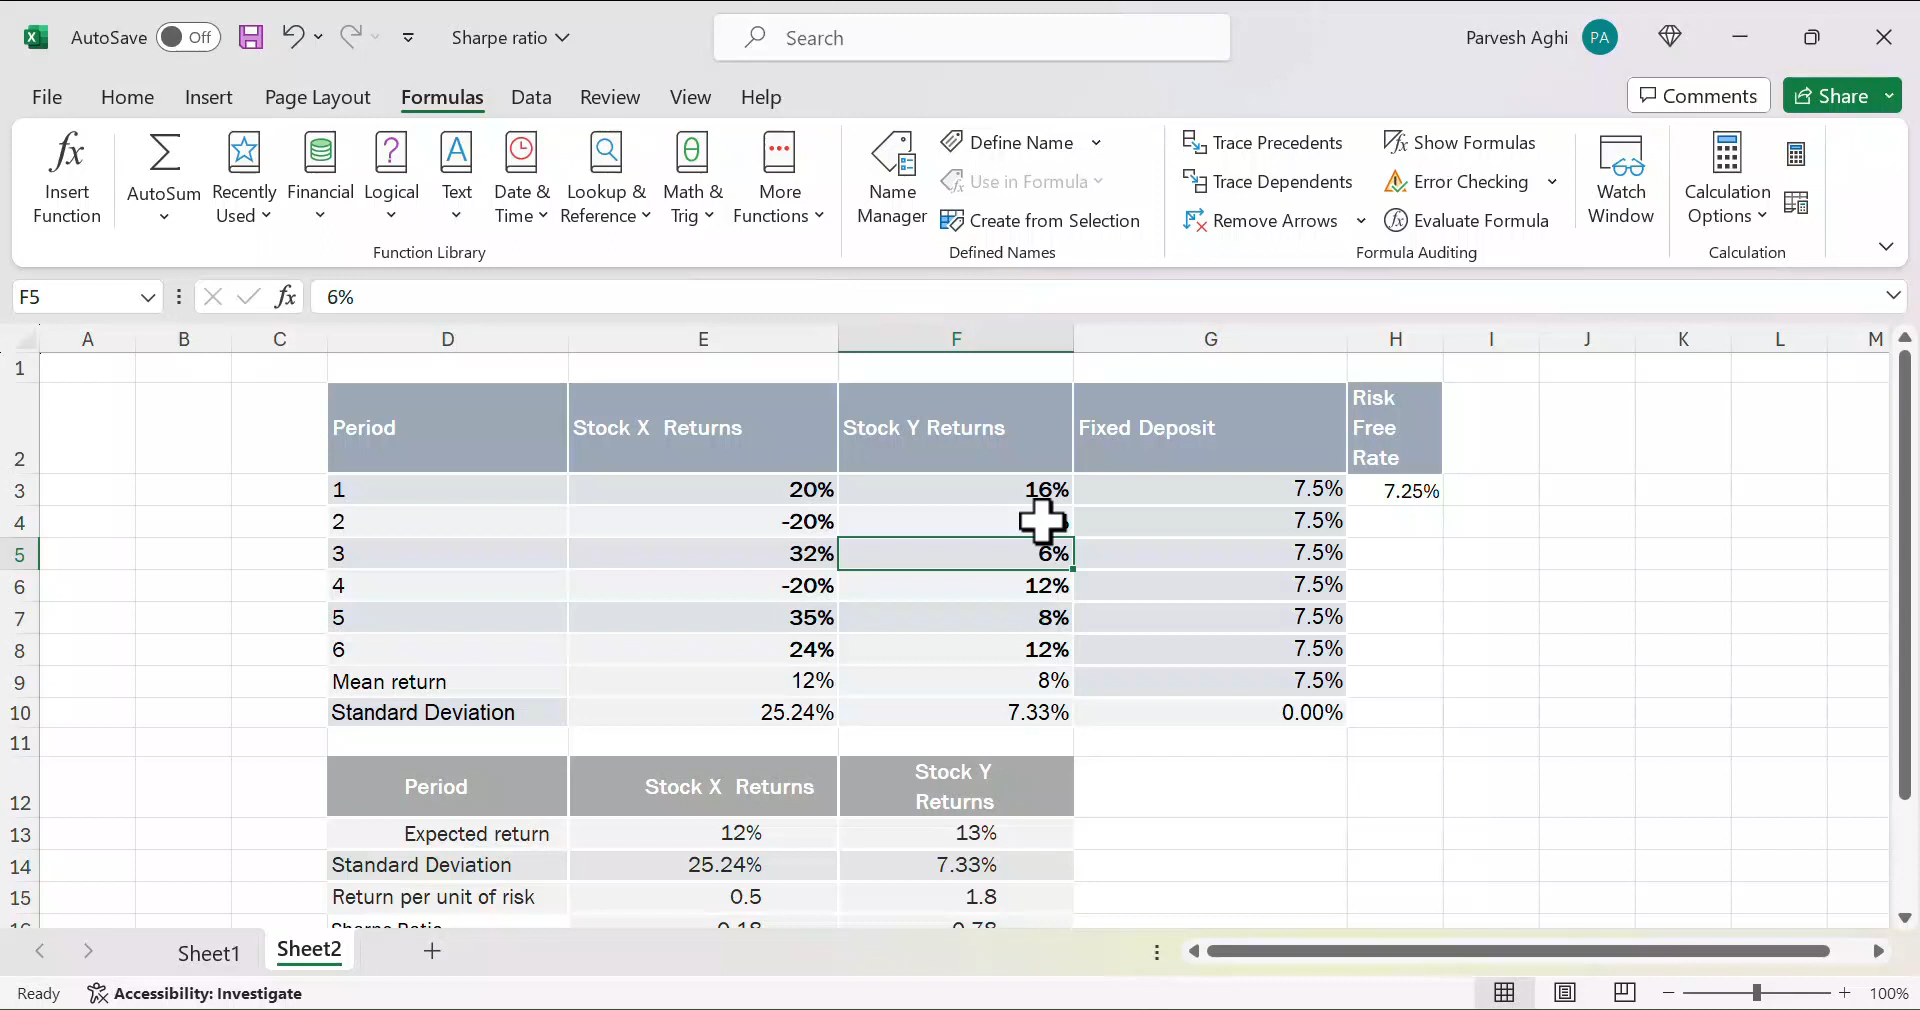 AutoSave Off Sharpe ratio Search Parvesh Aghi PA
File Home Insert Page Layout Formulas Data Review View Help Comments Share
fx Insert Function
AutoSum
Recently Used
Financial
Logical
Text
Date & Time
Lookup & Reference
Math & Trig
More Functions
Function Library
Name Manager
Define Name
Use in Formula
Create from Selection
Defined Names
Trace Precedents
Trace Dependents
Remove Arrows
Show Formulas
Error Checking
Evaluate Formula
Formula Auditing
Watch Window
Calculation Options
Calculation
F5 fx 6%
A B C D E F G H I J K L M
1
2 Period Stock X Returns Stock Y Returns Fixed Deposit Risk Free Rate
3 1 20% 16% 7.5% 7.25%
4 2 -20% 7.5%
5 3 32% 6% 7.5%
6 4 -20% 12% 7.5%
7 5 35% 8% 7.5%
8 6 24% 12% 7.5%
9 Mean return 12% 8% 7.5%
10 Standard Deviation 25.24% 7.33% 0.00%
11
12 Period Stock X Returns Stock Y Returns
13 Expected return 12% 13%
14 Standard Deviation 25.24% 7.33%
15 Return per unit of risk 0.5 1.8
Sheet1 Sheet2
Ready Accessibility: Investigate 100%